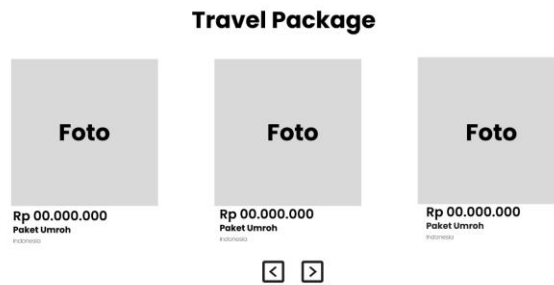 Travel Package
Foto
Foto
Foto
Rp 00.000.000
Paket Umroh
Indonesia
Rp 00.000.000
Paket Umroh
Indonesia
Rp 00.000.000
Paket Umroh
Indonesia